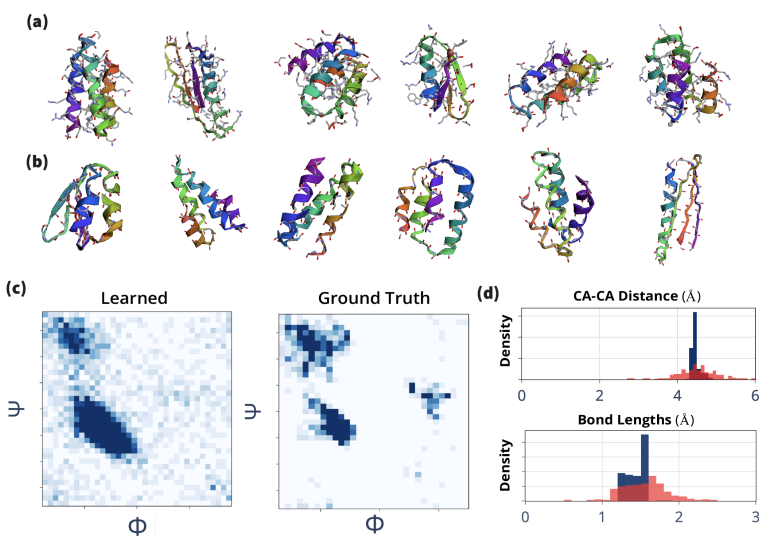 (a)
(b)
(c)
Learned
Ψ
Φ
Ground Truth
Ψ
Φ
(d)
CA-CA Distance (Å)
Density
0 2 4 6
Bond Lengths (Å)
Density
0 1 2 3